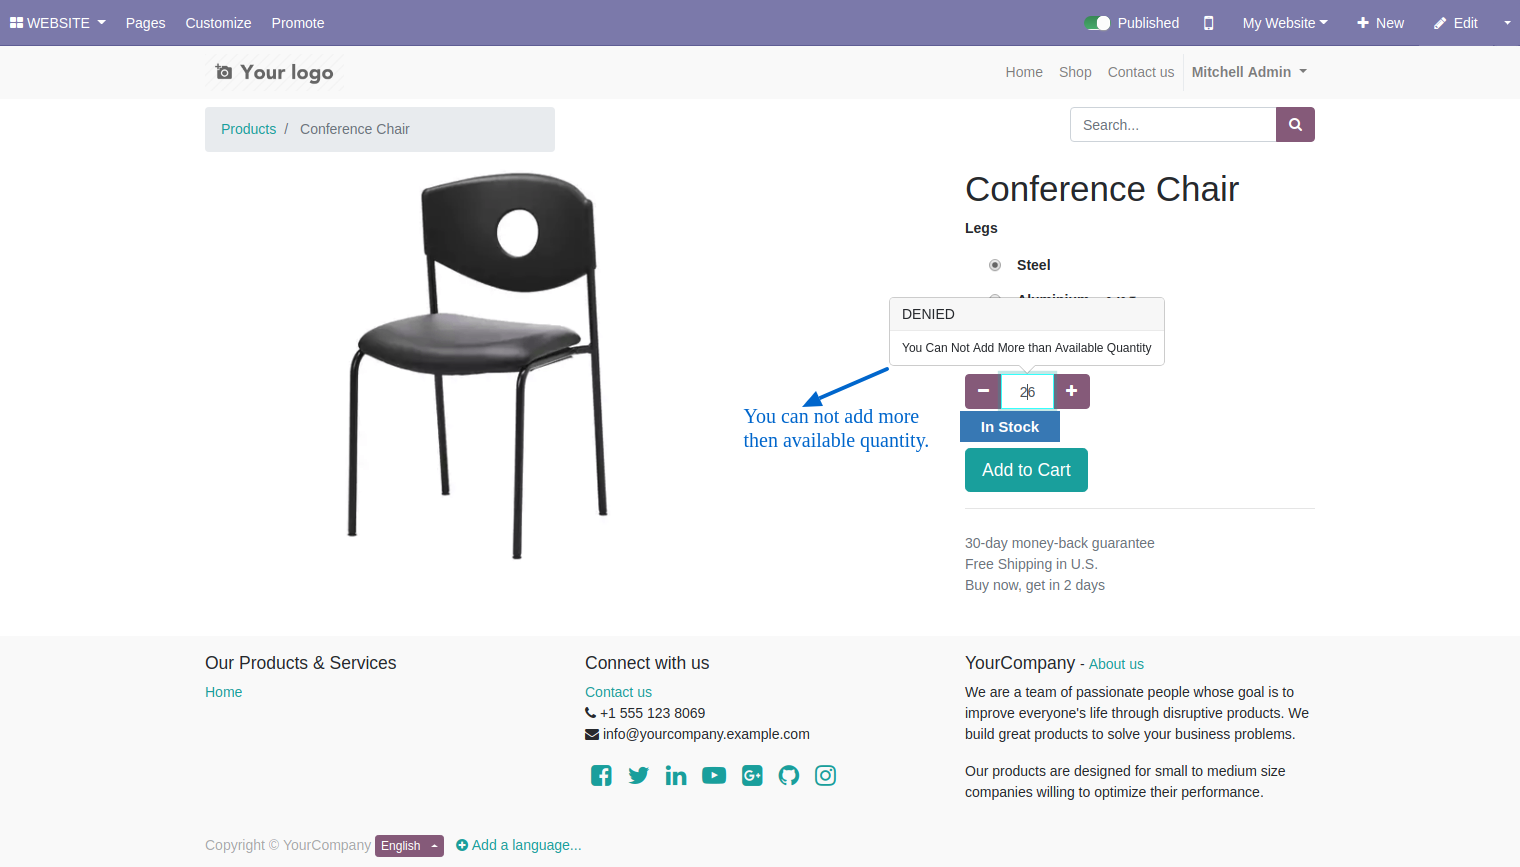 WEBSITE Pages Customize Promote Published My Website New Edit
Your logo Home Shop Contact us Mitchell Admin
Products / Conference Chair Search...
Conference Chair
Legs
Steel
DENIED
You Can Not Add More than Available Quantity
26
You can not add more
then available quantity.
In Stock
Add to Cart
30-day money-back guarantee
Free Shipping in U.S.
Buy now, get in 2 days
Our Products & Services
Home
Connect with us
Contact us
+1 555 123 8069
info@yourcompany.example.com
YourCompany - About us
We are a team of passionate people whose goal is to
improve everyone's life through disruptive products. We
build great products to solve your business problems.
Our products are designed for small to medium size
companies willing to optimize their performance.
Copyright © YourCompany English Add a language...